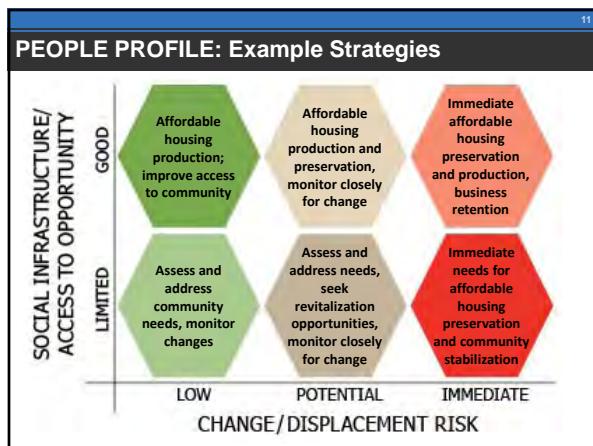 11
PEOPLE PROFILE: Example Strategies
SOCIAL INFRASTRUCTURE/
ACCESS TO OPPORTUNITY
GOOD
Affordable
housing
production;
improve access
to community
Affordable
housing
production and
preservation,
monitor closely
for change
Immediate
affordable
housing
preservation
and production,
business
retention
LIMITED
Assess and
address
community
needs, monitor
changes
Assess and
address needs,
seek
revitalization
opportunities,
monitor closely
for change
Immediate
needs for
affordable
housing
preservation
and community
stabilization
LOW
POTENTIAL
IMMEDIATE
CHANGE/DISPLACEMENT RISK